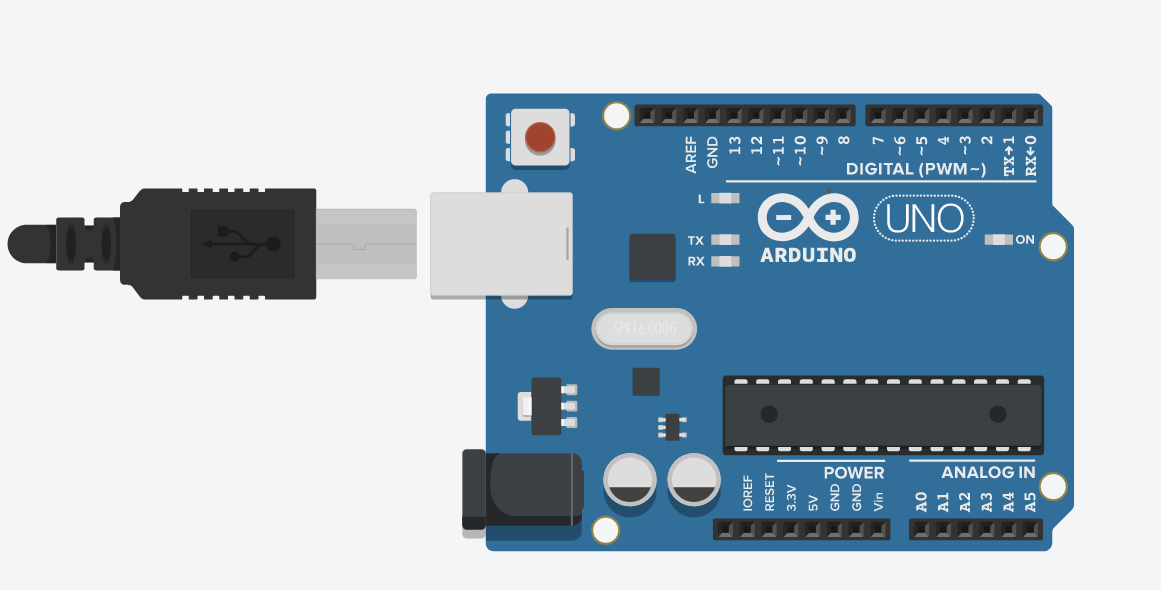 AREF
GND
13
12
~11
~10
~9
8
7
~6
~5
4
~3
2
TX→1
RX←0
DIGITAL (PWM~)
L
TX
RX
UNO
ON
ARDUINO
SPK16.000G
POWER
ANALOG IN
IOREF
RESET
3.3V
5V
GND
GND
Vin
A0
A1
A2
A3
A4
A5